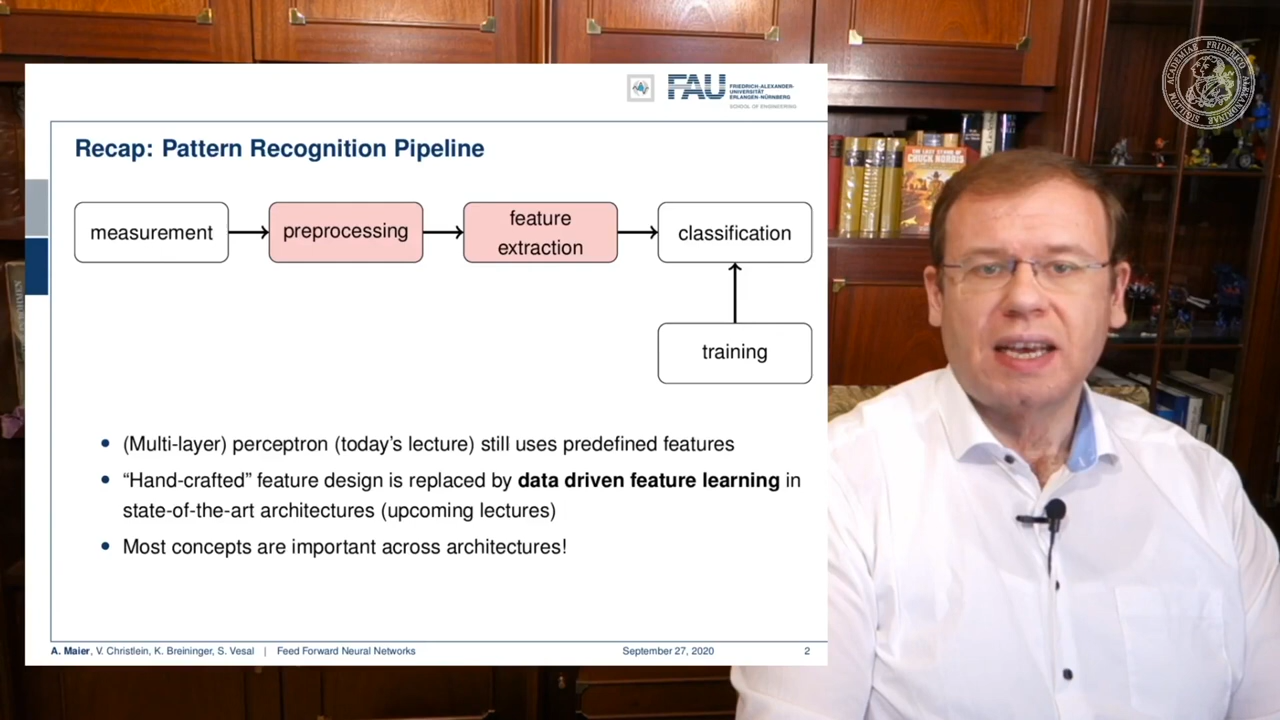 FAU
FRIEDRICH-ALEXANDER-
UNIVERSITÄT
ERLANGEN-NÜRNBERG
SCHOOL OF ENGINEERING
Recap: Pattern Recognition Pipeline
measurement
preprocessing
feature
extraction
classification
training
• (Multi-layer) perceptron (today’s lecture) still uses predefined features
• “Hand-crafted” feature design is replaced by data driven feature learning in
state-of-the-art architectures (upcoming lectures)
• Most concepts are important across architectures!
A. Maier, V. Christlein, K. Breininger, S. Vesal | Feed Forward Neural Networks
September 27, 2020
2
CHUCK NORRIS